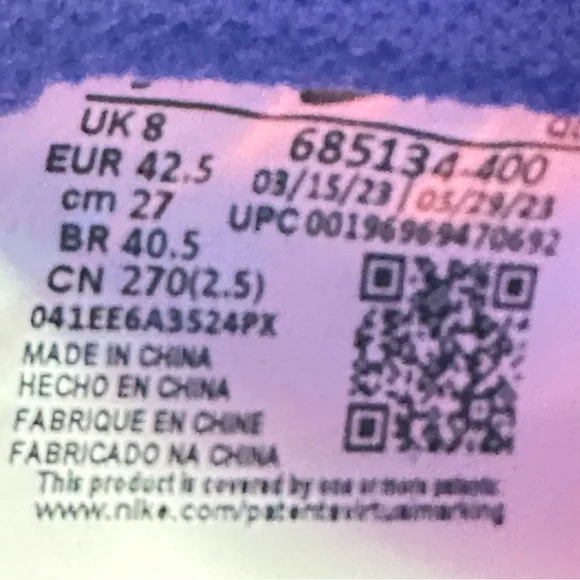 UK 8
EUR 42.5
cm 27
BR 40.5
CN 270(2.5)
041EE6A3524PX
MADE IN CHINA
HECHO EN CHINA
FABRIQUE EN CHINE
FABRICADO NA CHINA
685134-400
03/15/23 / 05/29/23
UPC 00196969470692
This product is covered by one or more patents:
www.nike.com/patentsvirtualmarking